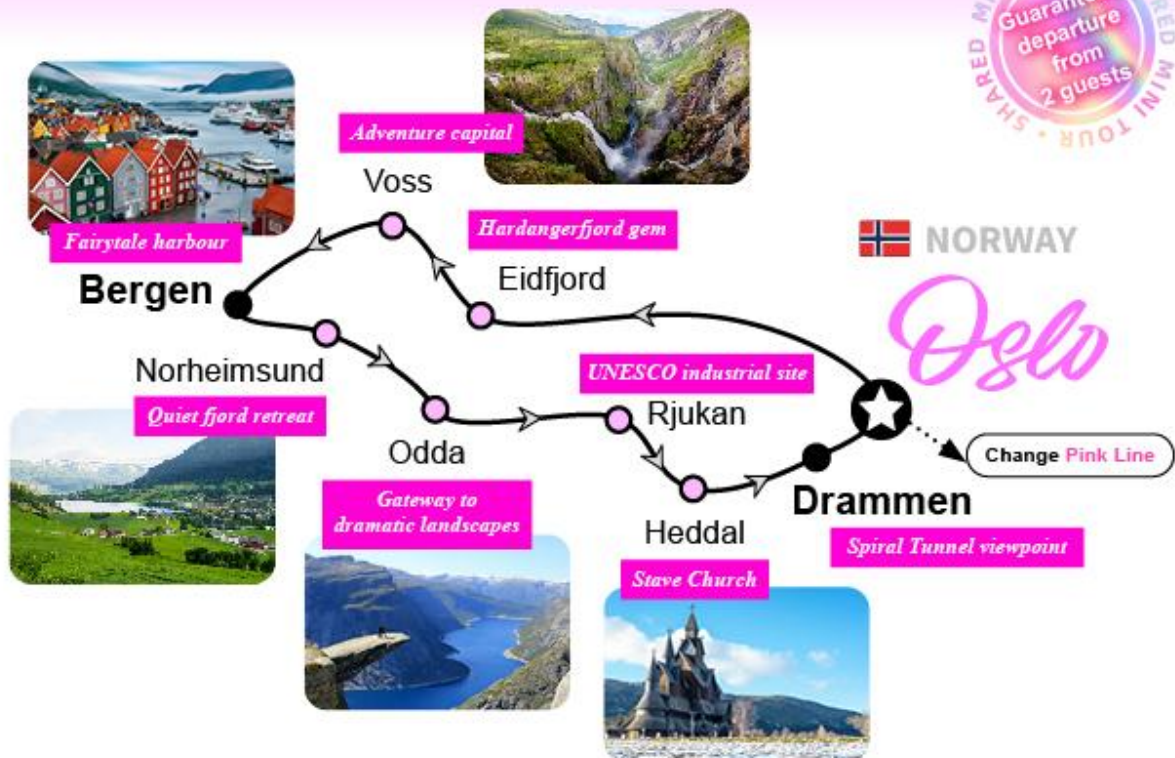 Guarantee
departure
from
2 guests
SHARED MINI TOUR
Adventure capital
Voss
Fairytale harbour
Bergen
Hardangerfjord gem
Eidfjord
NORWAY
Oslo
Norheimsund
Quiet fjord retreat
UNESCO industrial site
Rjukan
Change Pink Line
Odda
Gateway to
dramatic landscapes
Drammen
Spiral Tunnel viewpoint
Heddal
Stave Church